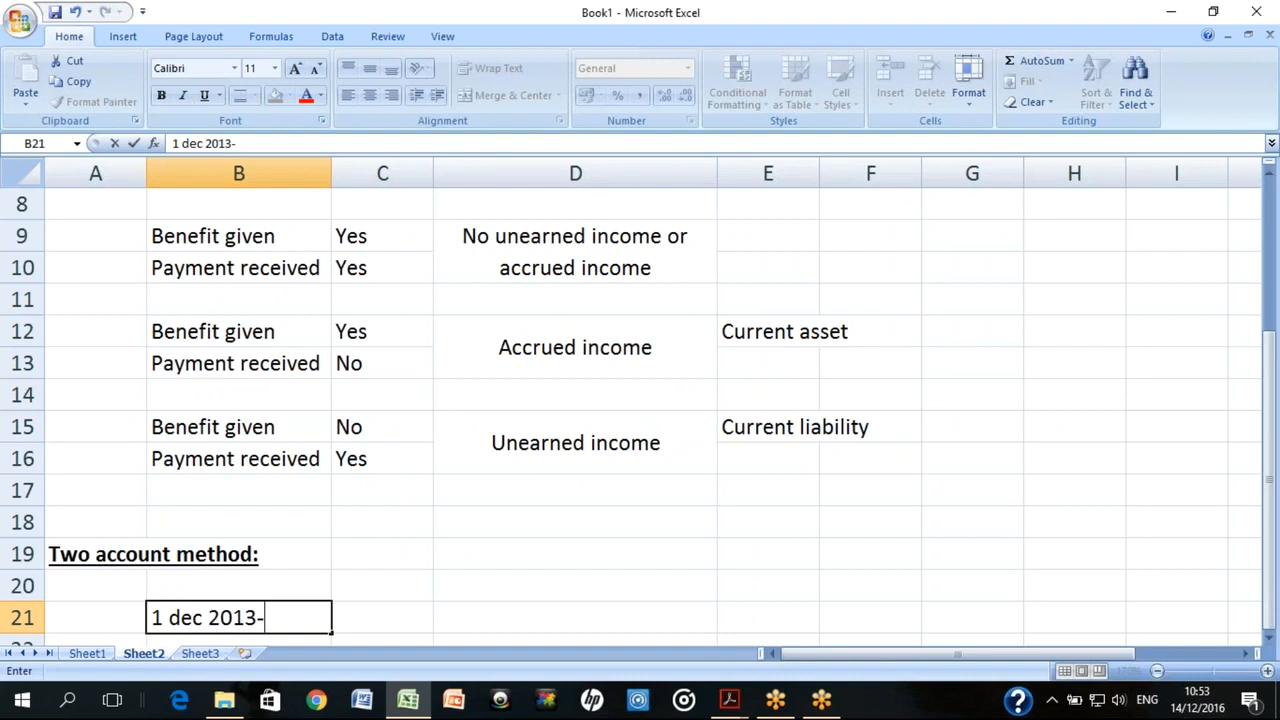 Book1 - Microsoft Excel
Home Insert Page Layout Formulas Data Review View
Paste
Cut
Copy
Format Painter
Clipboard
Calibri 11
B I U
Font
Wrap Text
Merge & Center
Alignment
General
Number
Conditional Formatting
Format as Table
Cell Styles
Styles
Insert Delete Format
Cells
AutoSum
Fill
Clear
Sort & Filter
Find & Select
Editing
B21 fx 1 dec 2013-
A B C D E F G H I
8
9 Benefit given Yes No unearned income or
10 Payment received Yes accrued income
11
12 Benefit given Yes Current asset
Accrued income
13 Payment received No
14
15 Benefit given No Current liability
Unearned income
16 Payment received Yes
17
18
19 Two account method:
20
21 1 dec 2013-
Sheet1 Sheet2 Sheet3
Enter
ENG 10:53
14/12/2016